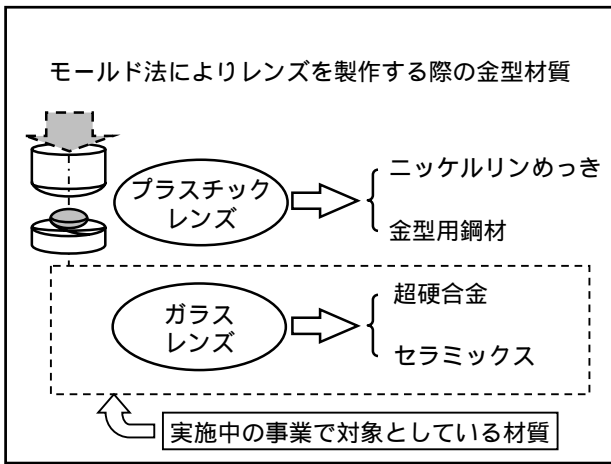 モールド法によりレンズを製作する際の金型材質
プラスチック
レンズ
ニッケルリンめっき
金型用鋼材
ガラス
レンズ
超硬合金
セラミックス
実施中の事業で対象としている材質